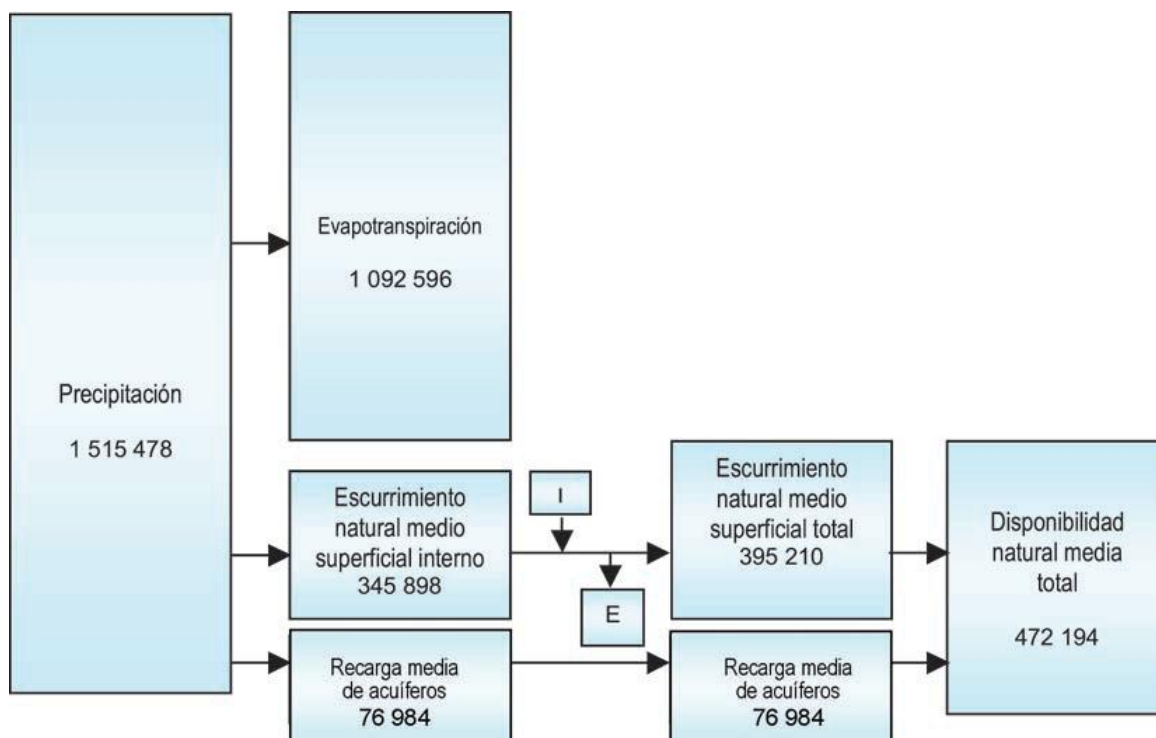 Precipitación
1 515 478
Evapotranspiración
1 092 596
Escurrimiento
natural medio
superficial interno
345 898
I
E
Escurrimiento
natural medio
superficial total
395 210
Recarga media
de acuíferos
76 984
Recarga media
de acuíferos
76 984
Disponibilidad
natural media
total
472 194